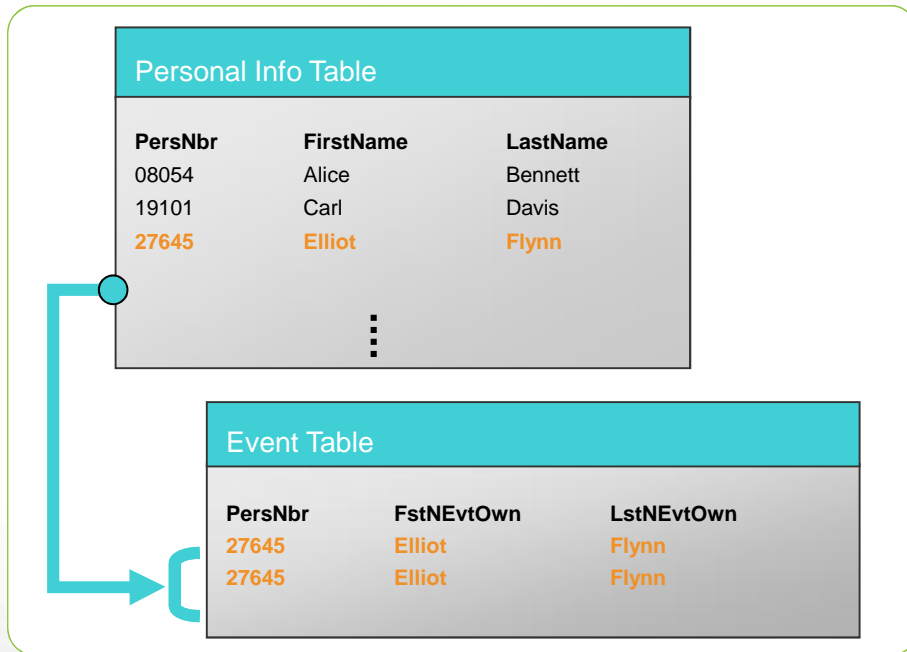 Personal Info Table
PersNbr FirstName LastName
08054 Alice Bennett
19101 Carl Davis
27645 Elliot Flynn
Event Table
PersNbr FstNEvtOwn LstNEvtOwn
27645 Elliot Flynn
27645 Elliot Flynn